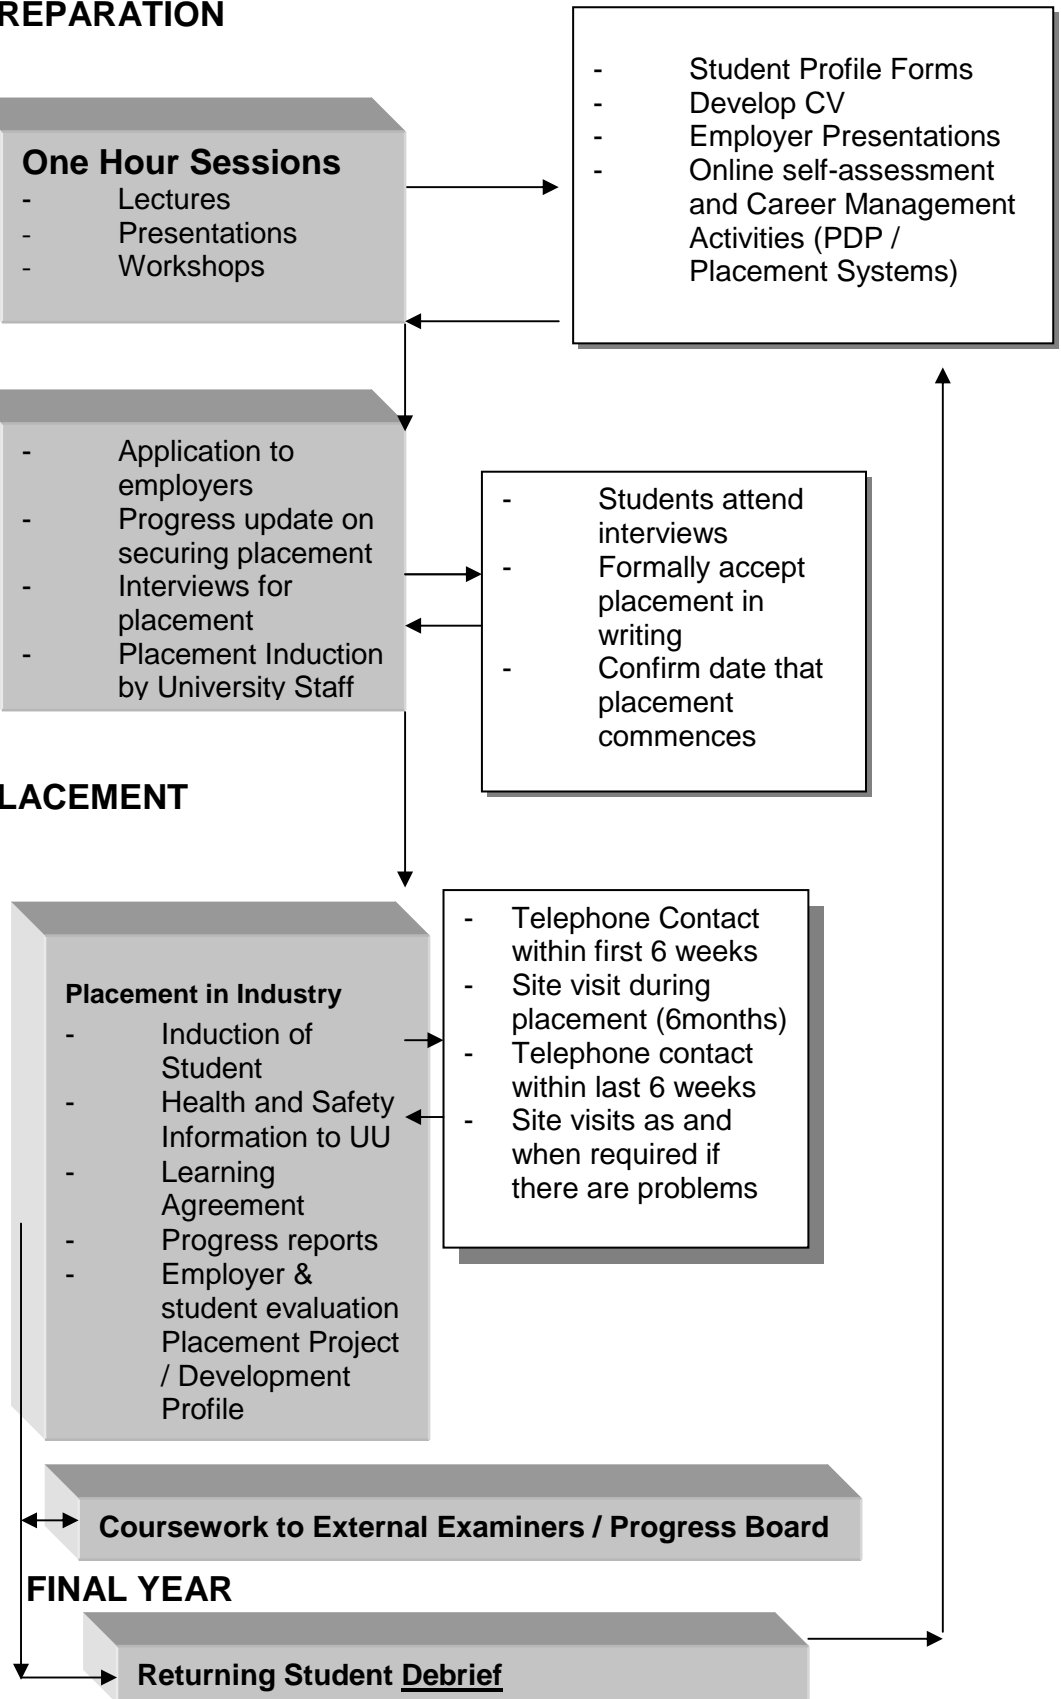 REPARATION
- Student Profile Forms
- Develop CV
- Employer Presentations
- Online self-assessment
and Career Management
Activities (PDP /
Placement Systems)
One Hour Sessions
- Lectures
- Presentations
- Workshops
- Application to
employers
- Progress update on
securing placement
- Interviews for
placement
- Placement Induction
by University Staff
- Students attend
interviews
- Formally accept
placement in
writing
- Confirm date that
placement
commences
LACEMENT
Placement in Industry
- Induction of
Student
- Health and Safety
Information to UU
- Learning
Agreement
- Progress reports
- Employer &
student evaluation
Placement Project
/ Development
Profile
- Telephone Contact
within first 6 weeks
- Site visit during
placement (6months)
- Telephone contact
within last 6 weeks
- Site visits as and
when required if
there are problems
Coursework to External Examiners / Progress Board
FINAL YEAR
Returning Student Debrief